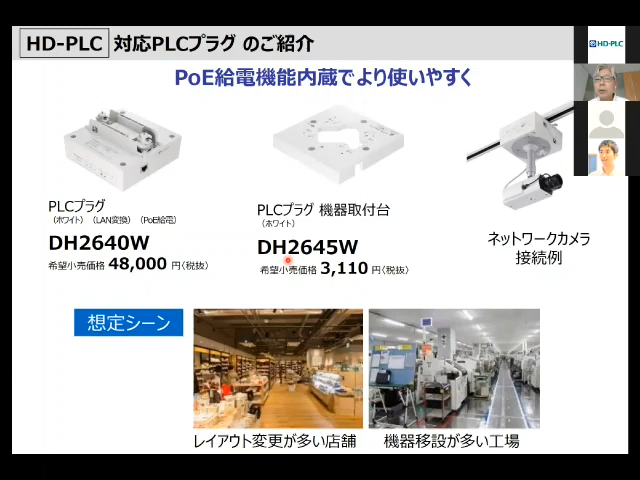 HD-PLC 対応PLCプラグ のご紹介
HD-PLC
PoE給電機能内蔵でより使いやすく
PLCプラグ
（ホワイト）（LAN変換）（PoE給電）
DH2640W
希望小売価格 48,000 円（税抜）
PLCプラグ 機器取付台
（ホワイト）
DH2645W
希望小売価格 3,110 円（税抜）
ネットワークカメラ
接続例
想定シーン
レイアウト変更が多い店舗
機器移設が多い工場